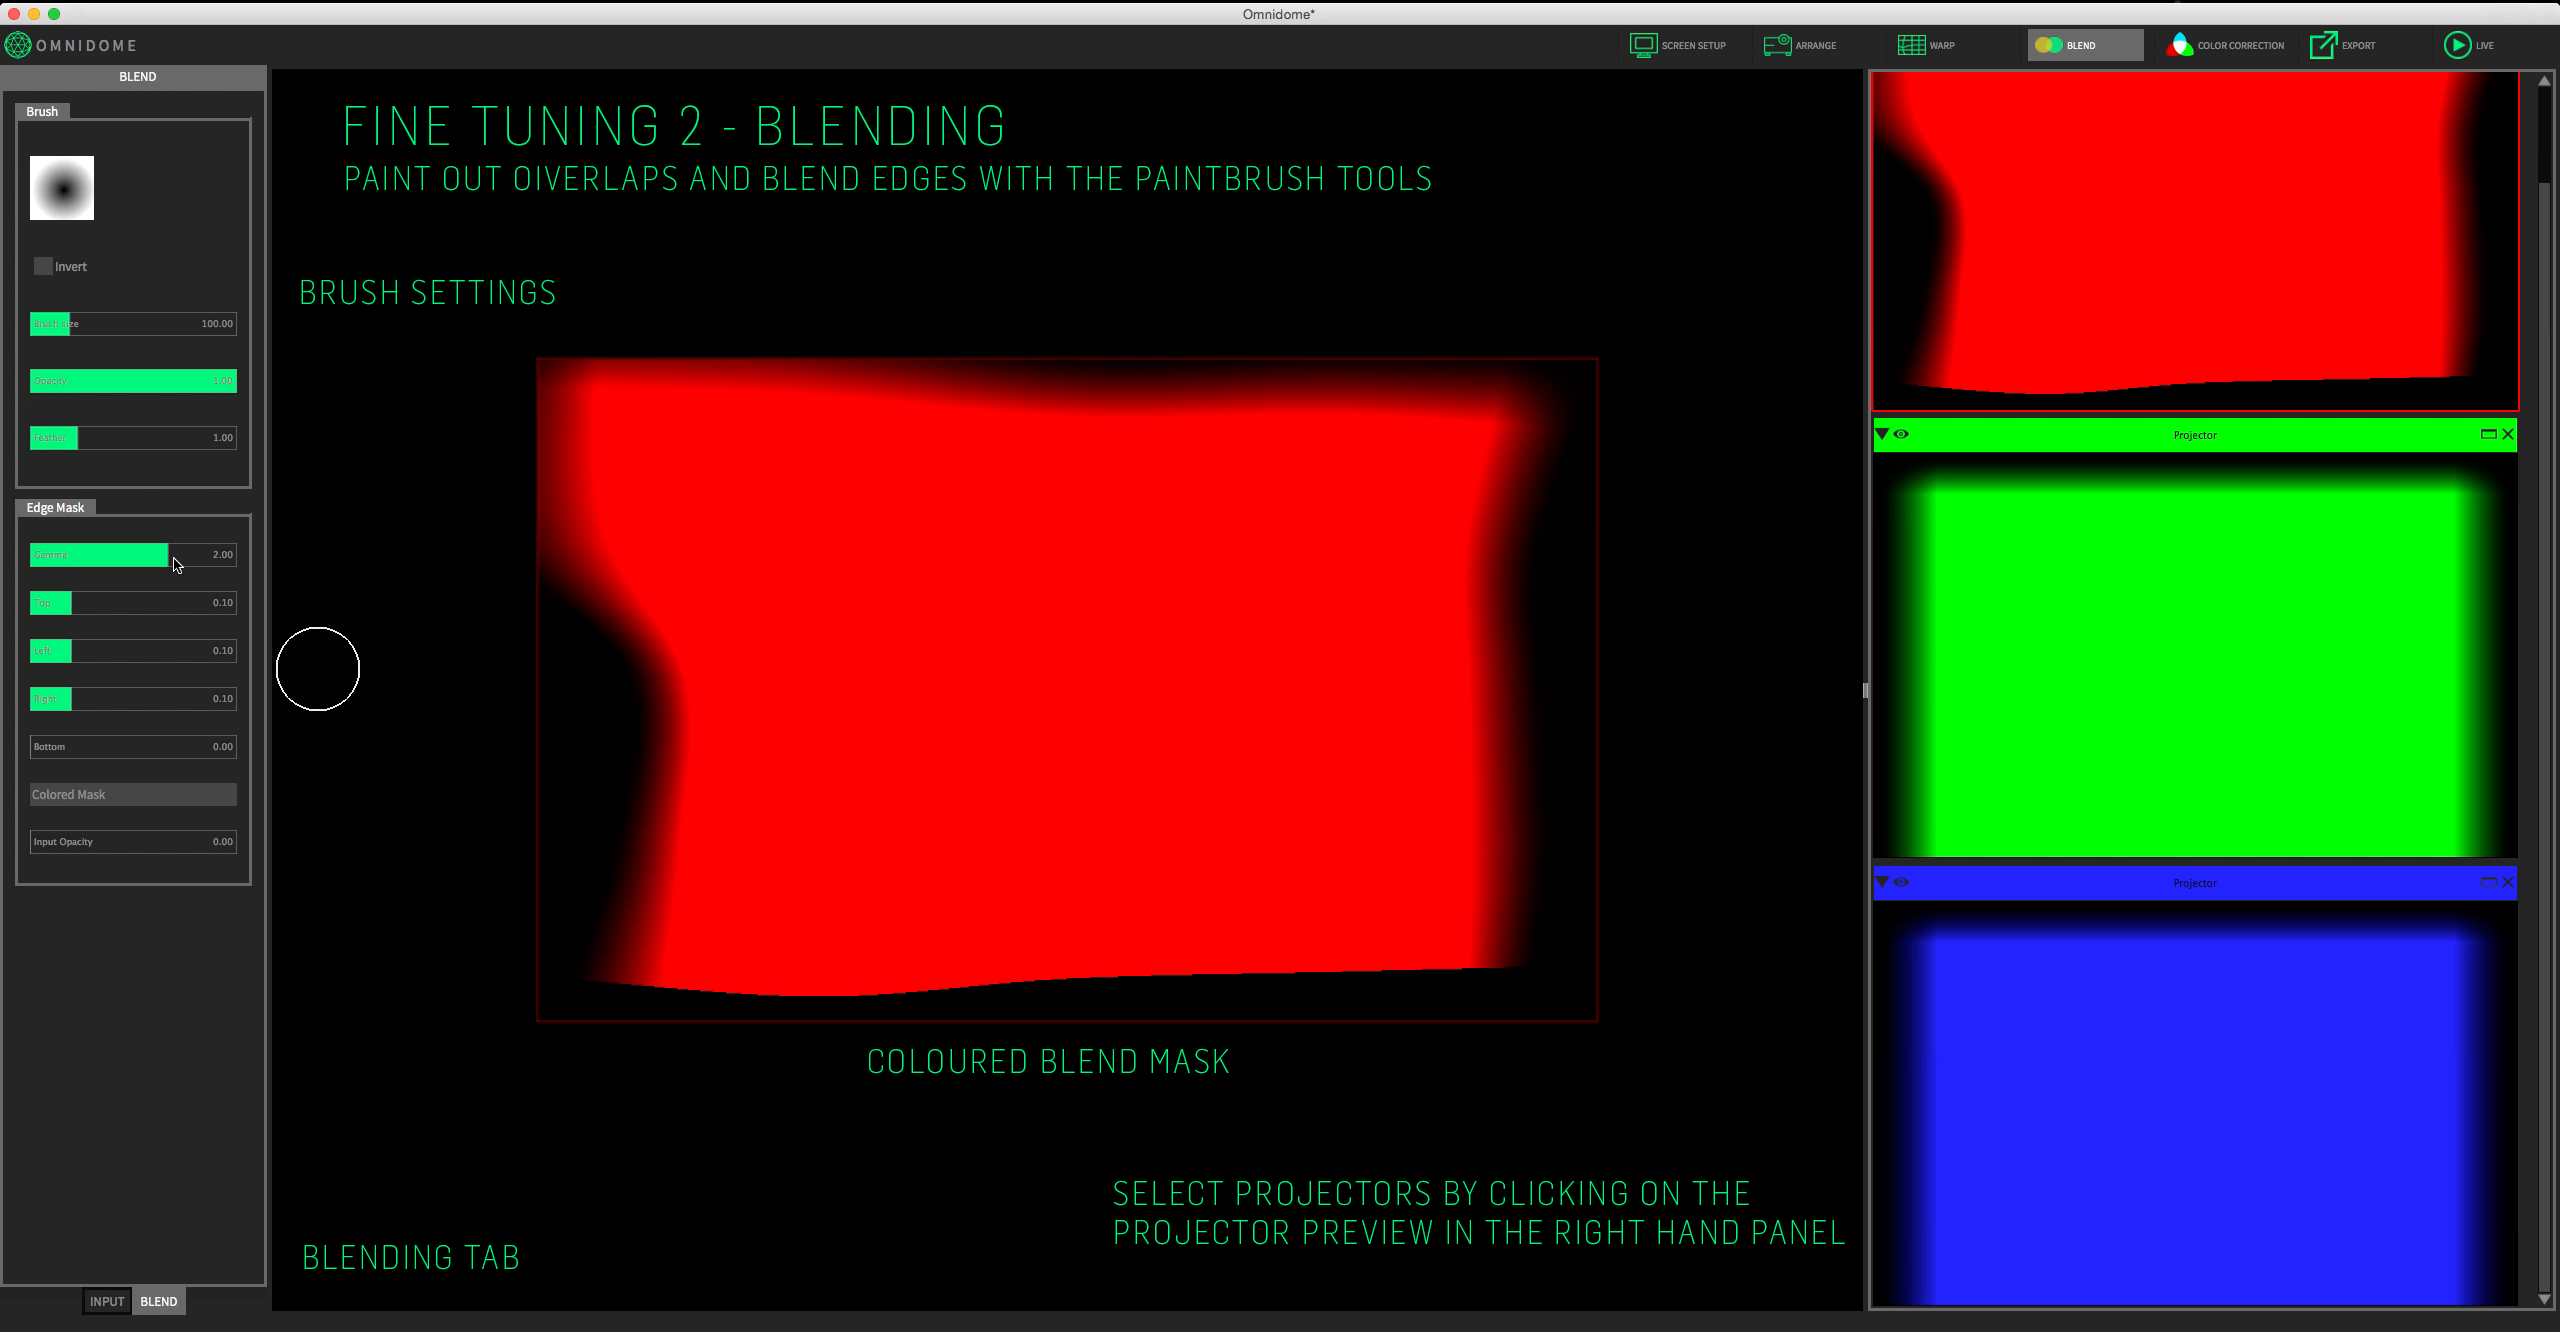 Omnidome*
OMNIDOME
SCREEN SETUP
ARRANGE
WARP
BLEND
COLOR CORRECTION
EXPORT
LIVE
BLEND
Brush
Invert
Brush size 100.00
Opacity 1.00
Feather 1.00
Edge Mask
Gamma 2.00
Top 0.10
Left 0.10
Right 0.10
Bottom 0.00
Colored Mask
Input Opacity 0.00
INPUT
BLEND
FINE TUNING 2 - BLENDING
PAINT OUT OIVERLAPS AND BLEND EDGES WITH THE PAINTBRUSH TOOLS
BRUSH SETTINGS
COLOURED BLEND MASK
SELECT PROJECTORS BY CLICKING ON THE
PROJECTOR PREVIEW IN THE RIGHT HAND PANEL
BLENDING TAB
Projector
Projector